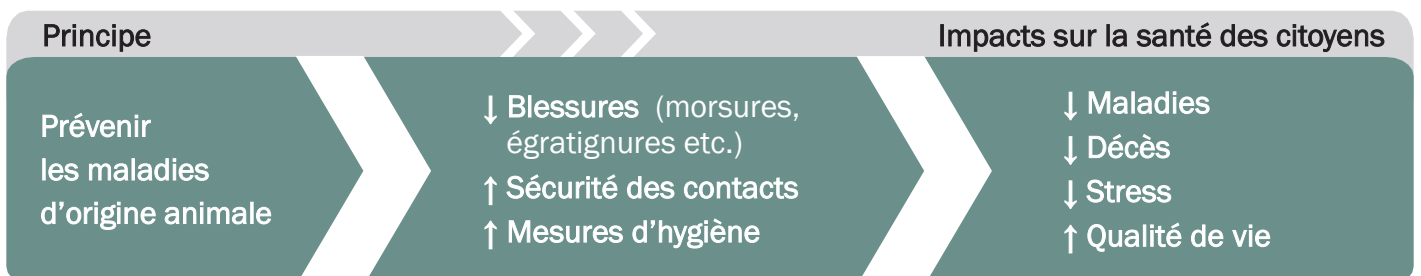 Principe
Impacts sur la santé des citoyens
Prévenir
les maladies
d'origine animale
↓ Blessures (morsures,
égratignures etc.)
↑ Sécurité des contacts
↑ Mesures d'hygiène
↓ Maladies
↓ Décès
↓ Stress
↑ Qualité de vie